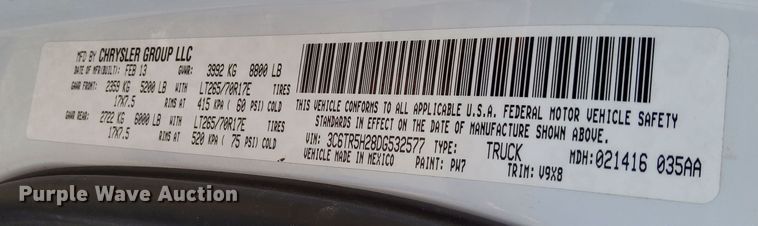 MFD BY CHRYSLER GROUP LLC
DATE OF MFR(BUILT): FEB 13 GVWR: 3992 KG 8800 LB
GAWR FRONT: 2359 KG 5200 LB LT265/70R17E TIRES
17X7.5 RIMS AT 415 KPA ( 60 PSI) COLD
GAWR REAR: 2722 KG 6000 LB LT265/70R17E TIRES
17X7.5 RIMS AT 520 KPA ( 75 PSI) COLD
THIS VEHICLE CONFORMS TO ALL APPLICABLE U.S.A. FEDERAL MOTOR VEHICLE SAFETY
STANDARDS IN EFFECT ON THE DATE OF MANUFACTURE SHOWN ABOVE.
VIN: 3C6TR5H28DG532577 TYPE: TRUCK MDH: 021416 035AA
VEHICLE MADE IN MEXICO PAINT: PW7 TRIM: V9X8
Purple Wave Auction